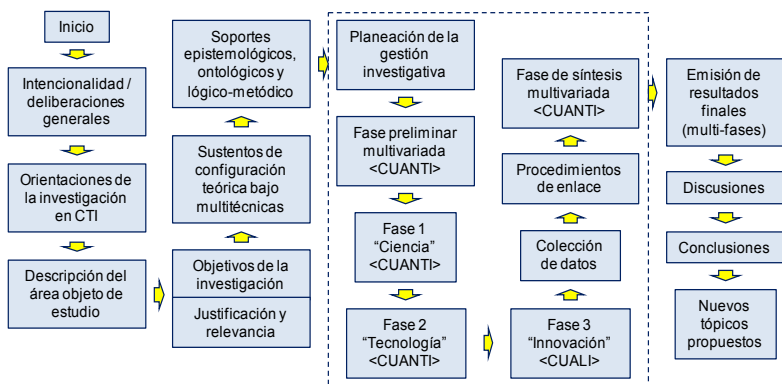 Inicio
Intencionalidad /
deliberaciones
generales
Orientaciones de
la investigación
en CTI
Descripción del
área objeto de
estudio
Objetivos de la
investigación
Justificación y
relevancia
Sustentos de
configuración
teórica bajo
multitécnicas
Soportes
epistemológicos,
ontológicos y
lógico-metódico
Planeación de la
gestión
investigativa
Fase preliminar
multivariada
<CUANTI>
Fase 1
“Ciencia”
<CUANTI>
Fase 2
“Tecnología”
<CUANTI>
Fase 3
“Innovación”
<CUALI>
Colección
de datos
Procedimientos
de enlace
Fase de síntesis
multivariada
<CUANTI>
Emisión de
resultados
finales
(multi-fases)
Discusiones
Conclusiones
Nuevos
tópicos
propuestos